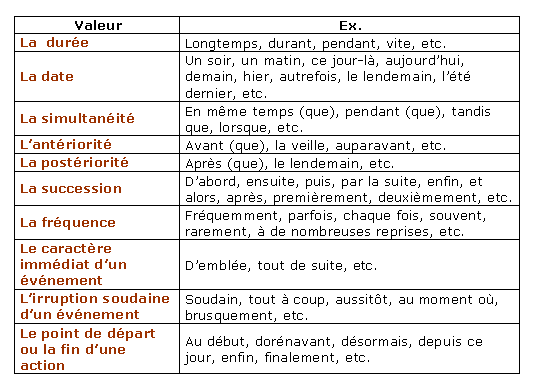 Valeur Ex.
La durée Longtemps, durant, pendant, vite, etc.
La date
Un soir, un matin, ce jour-là, aujourd'hui,
demain, hier, autrefois, le lendemain, l'été
dernier, etc.
La simultanéité
En même temps (que), pendant (que), tandis
que, lorsque, etc.
L'antériorité Avant (que), la veille, auparavant, etc.
La postériorité Après (que), le lendemain, etc.
La succession
D'abord, ensuite, puis, par la suite, enfin, et
alors, après, premièrement, deuxièmement, etc.
La fréquence
Fréquemment, parfois, chaque fois, souvent,
rarement, à de nombreuses reprises, etc.
Le caractère
immédiat d'un
événement
D'emblée, tout de suite, etc.
L'irruption soudaine
d'un événement
Soudain, tout à coup, aussitôt, au moment où,
brusquement, etc.
Le point de départ
ou la fin d'une
action
Au début, dorénavant, désormais, depuis ce
jour, enfin, finalement, etc.